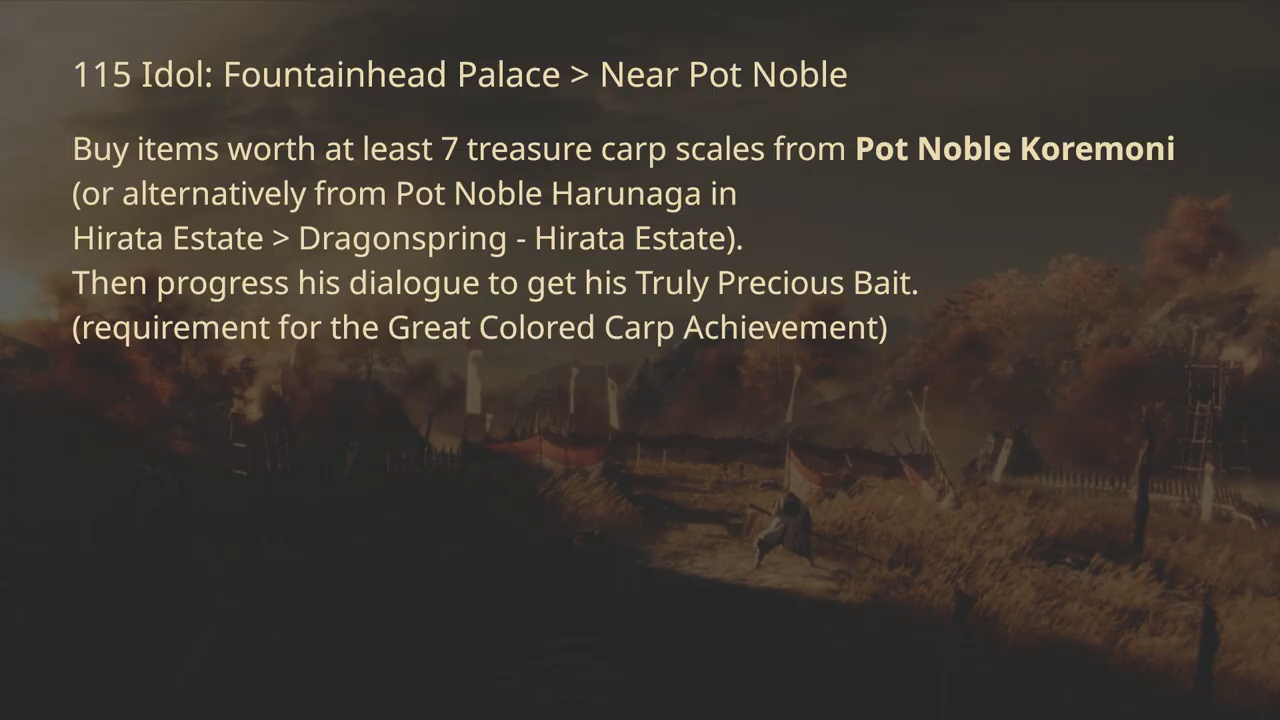 115 Idol: Fountainhead Palace > Near Pot Noble
Buy items worth at least 7 treasure carp scales from Pot Noble Koremoni
(or alternatively from Pot Noble Harunaga in
Hirata Estate > Dragonspring - Hirata Estate).
Then progress his dialogue to get his Truly Precious Bait.
(requirement for the Great Colored Carp Achievement)